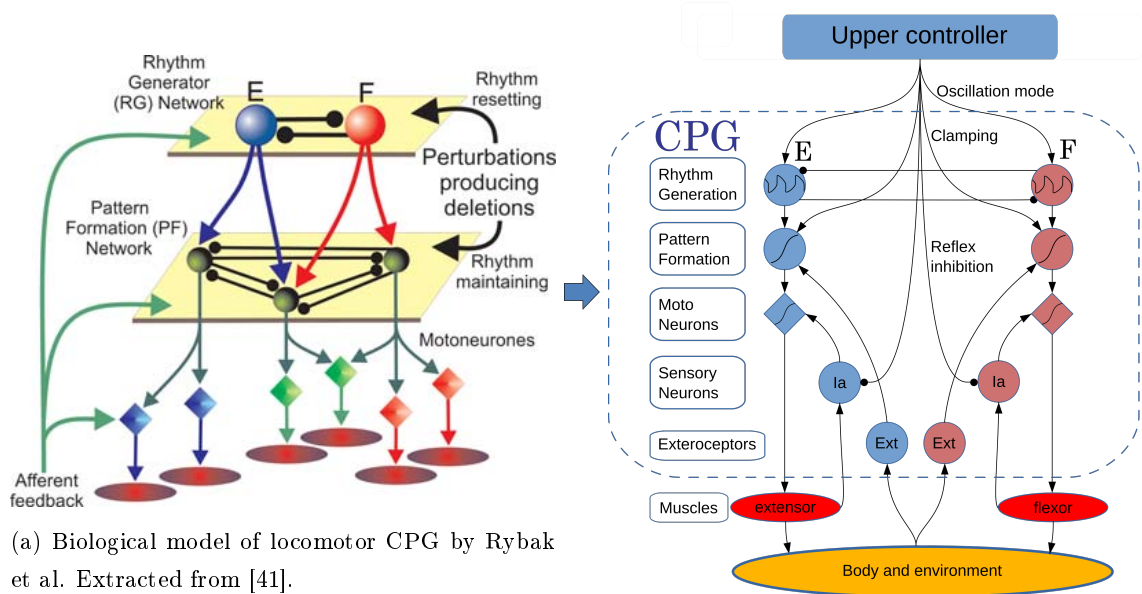 Rhythm
Generator
(RG) Network
E
F
Rhythm
resetting
Perturbations
producing
deletions
Pattern
Formation (PF)
Network
Rhythm
maintaining
Motoneurones
Afferent
feedback
(a) Biological model of locomotor CPG by Rybak
et al. Extracted from [41].
Upper controller
Oscillation mode
CPG
Clamping
E
F
Rhythm
Generation
Pattern
Formation
Reflex
inhibition
Moto
Neurons
Sensory
Neurons
Ia
Ia
Exteroceptors
Ext
Ext
Muscles
extensor
flexor
Body and environment